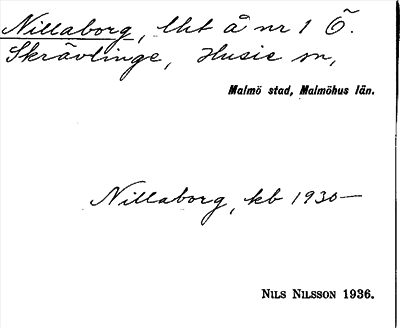 Nillaborg, lht å nr 1 Ö.
Skrävlinge, Husie sn,
Malmö stad, Malmöhus län.
Nillaborg, kb 1930—
NILS NILSSON 1936.